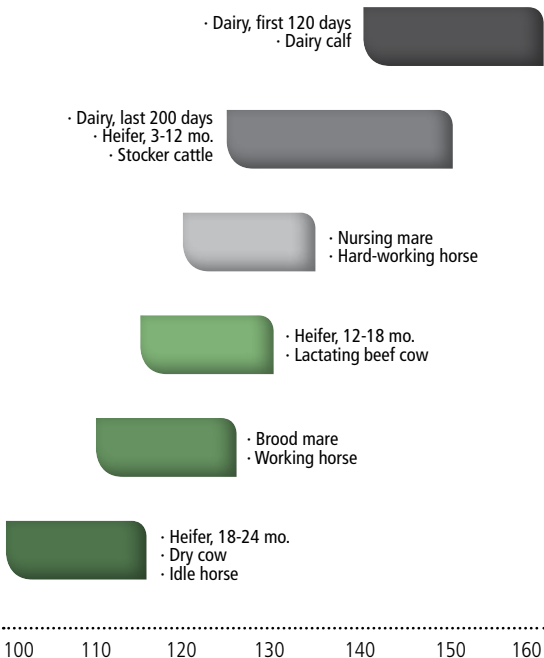 · Dairy, first 120 days
· Dairy calf
· Dairy, last 200 days
· Heifer, 3-12 mo.
· Stocker cattle
· Nursing mare
· Hard-working horse
· Heifer, 12-18 mo.
· Lactating beef cow
· Brood mare
· Working horse
· Heifer, 18-24 mo.
· Dry cow
· Idle horse
100 110 120 130 140 150 160